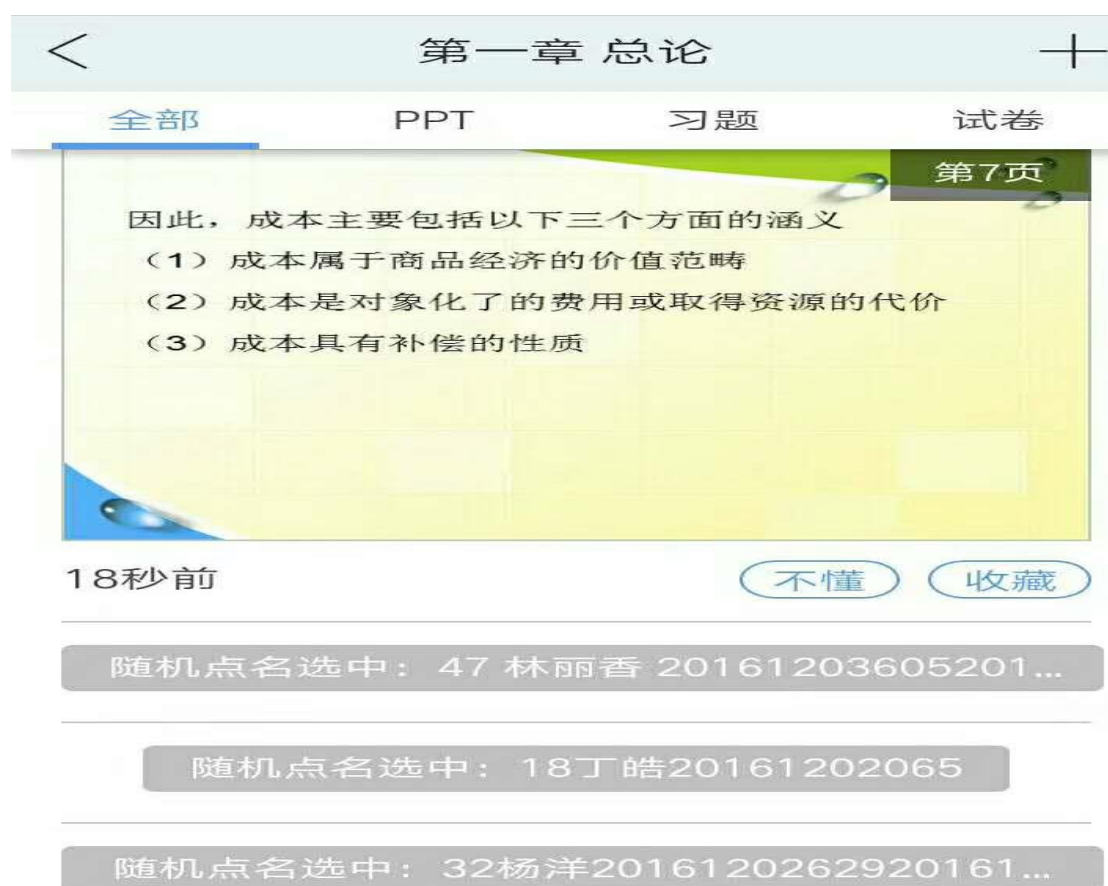 第一章 总论
全部 PPT 习题 试卷
第7页
因此，成本主要包括以下三个方面的涵义
（1）成本属于商品经济的价值范畴
（2）成本是对象化了的费用或取得资源的代价
（3）成本具有补偿的性质
18秒前 不懂 收藏
随机点名选中：47 林丽香 201612036052​01...
随机点名选中：18丁皓20161202065
随机点名选中：32杨洋2016120262920161...